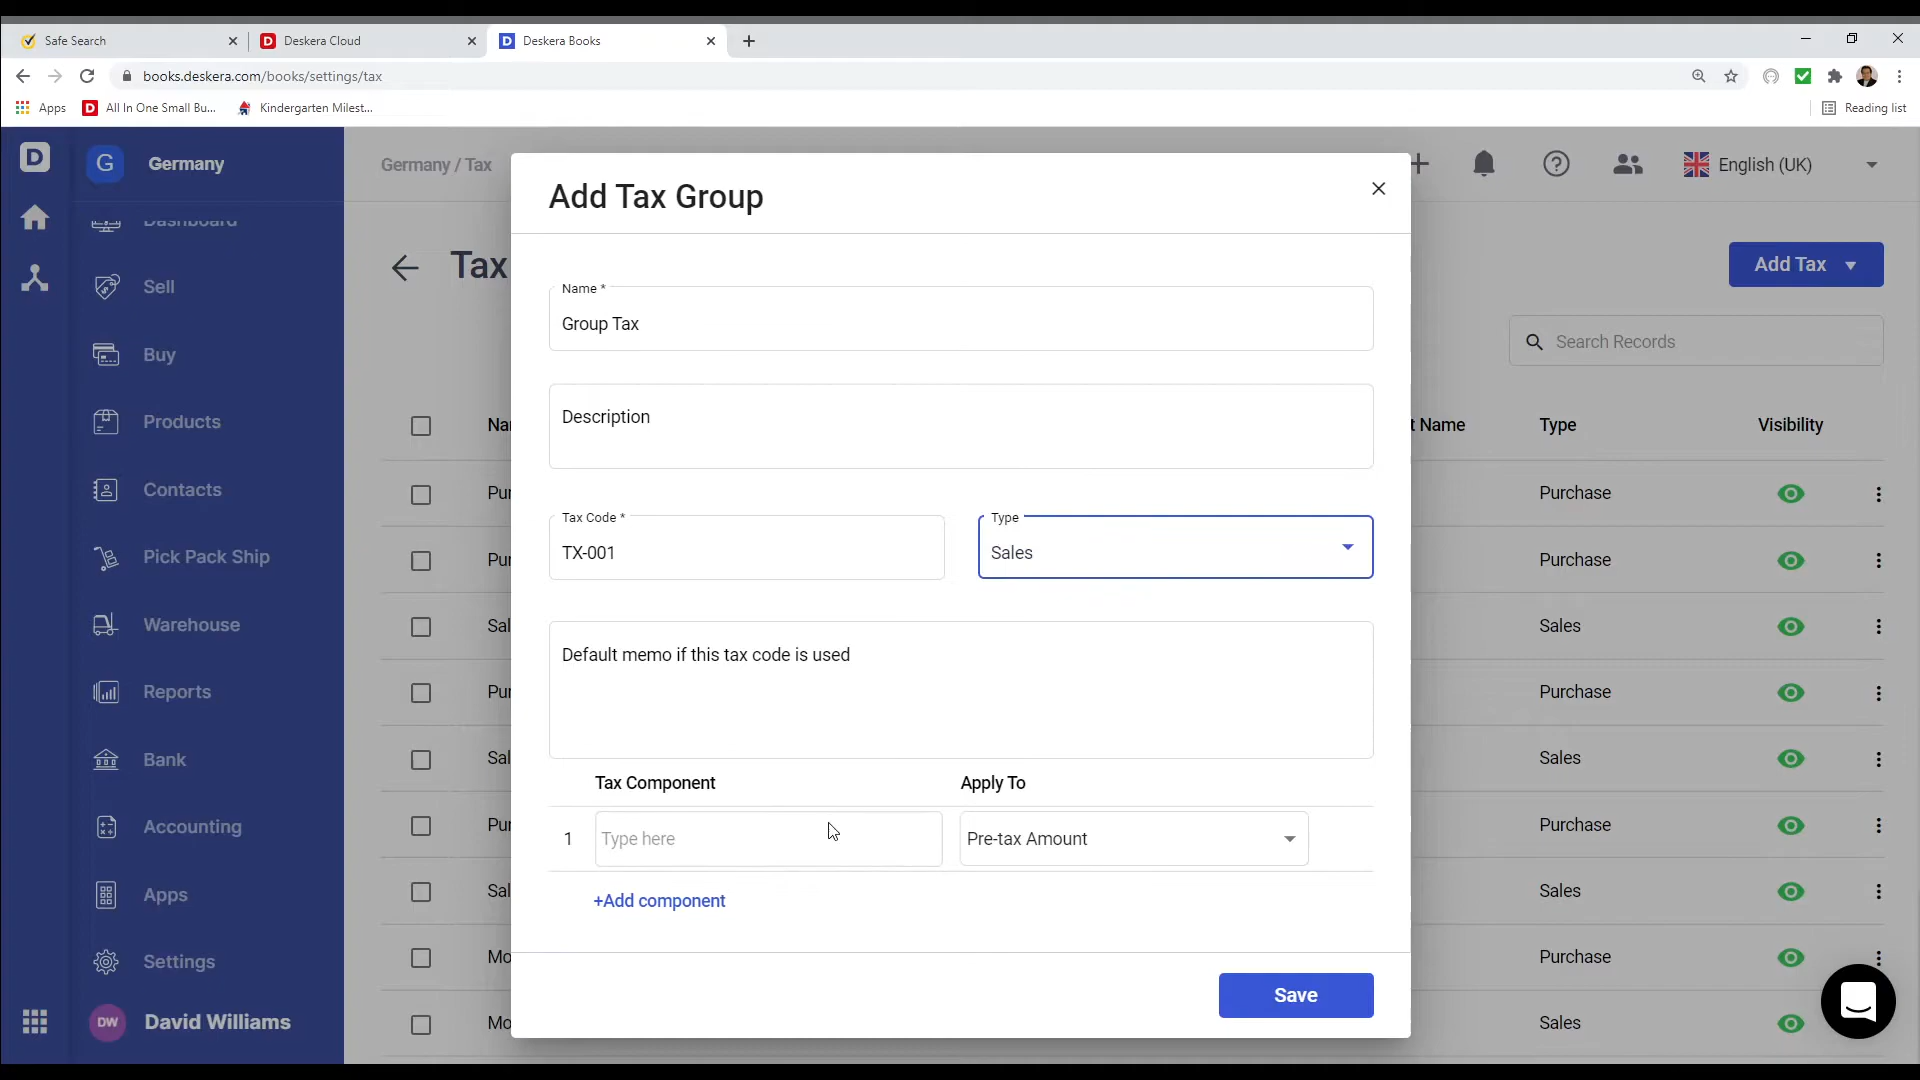 Safe Search
Deskera Cloud
Deskera Books
books.deskera.com/books/settings/tax
Apps
All In One Small Bu...
Kindergarten Milest...
Reading list
D
G
Germany
Dashboard
Sell
Buy
Products
Contacts
Pick Pack Ship
Warehouse
Reports
Bank
Accounting
Apps
Settings
DW
David Williams
Germany / Tax
English (UK)
Tax
Add Tax
Search Records
Type
Visibility
Purchase
Purchase
Sales
Purchase
Sales
Purchase
Sales
Purchase
Sales
Add Tax Group
Name *
Group Tax
Description
Tax Code *
TX-001
Type
Sales
Default memo if this tax code is used
Tax Component
Apply To
1
Type here
Pre-tax Amount
+Add component
Save